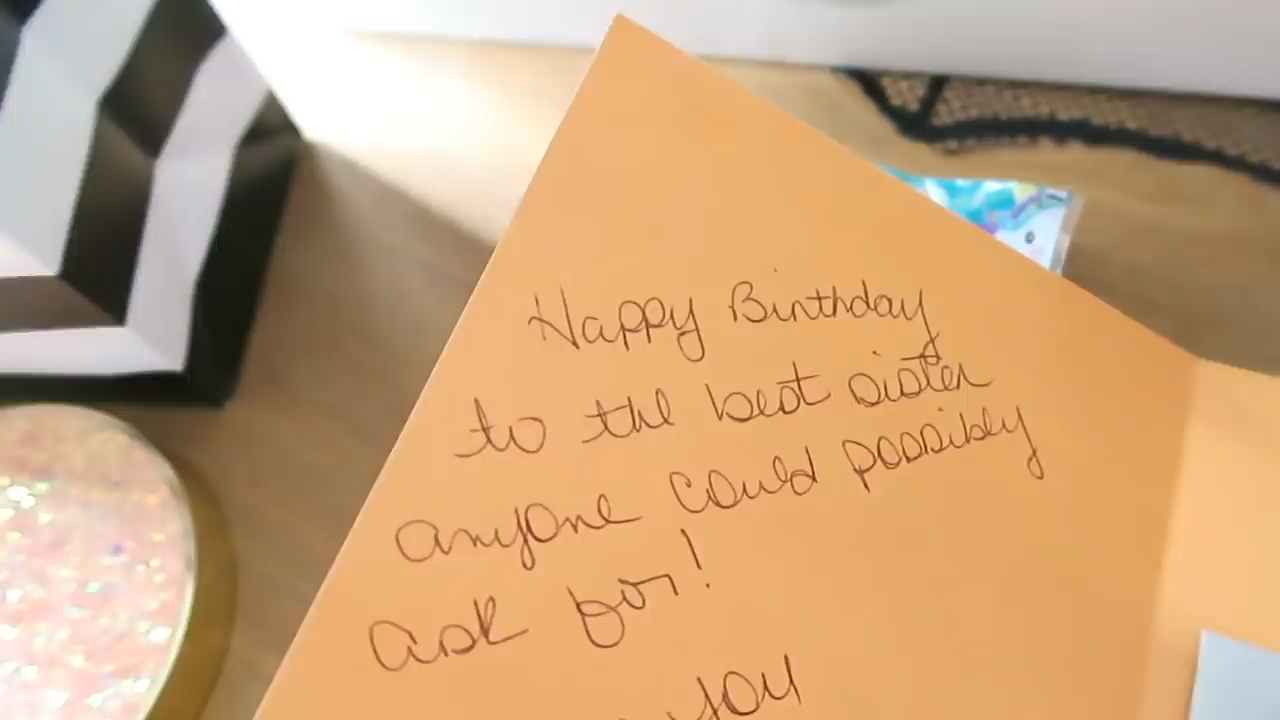 Happy Birthday
to the best sister
anyone could possibly
ask for!
you